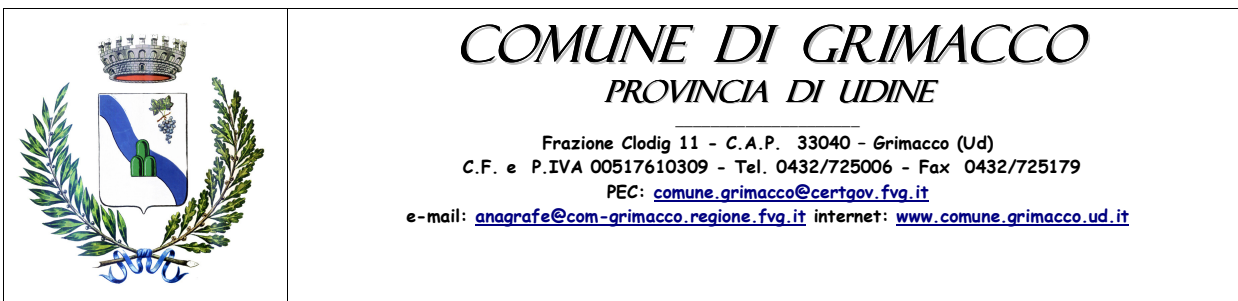 COMUNE DI GRIMACCO
PROVINCIA DI UDINE
Frazione Clodig 11 - C.A.P. 33040 – Grimacco (Ud)
C.F. e P.IVA 00517610309 - Tel. 0432/725006 - Fax 0432/725179
PEC: comune.grimacco@certgov.fvg.it
e-mail: anagrafe@com-grimacco.regione.fvg.it internet: www.comune.grimacco.ud.it